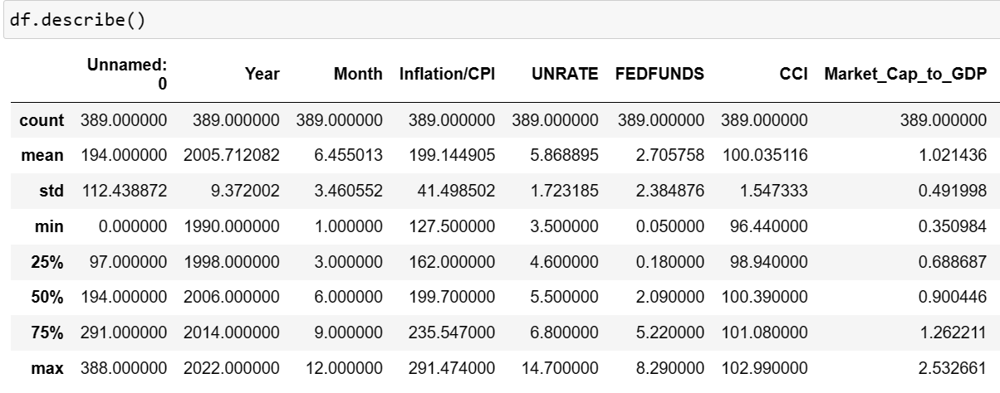 df.describe()
Unnamed: 0 Year Month Inflation/CPI UNRATE FEDFUNDS CCI Market_Cap_to_GDP
count 389.000000 389.000000 389.000000 389.000000 389.000000 389.000000 389.000000 389.000000
mean 194.000000 2005.712082 6.455013 199.144905 5.868895 2.705758 100.035116 1.021436
std 112.438872 9.372002 3.460552 41.498502 1.723185 2.384876 1.547333 0.491998
min 0.000000 1990.000000 1.000000 127.500000 3.500000 0.050000 96.440000 0.350984
25% 97.000000 1998.000000 3.000000 162.000000 4.600000 0.180000 98.940000 0.688687
50% 194.000000 2006.000000 6.000000 199.700000 5.500000 2.090000 100.390000 0.900446
75% 291.000000 2014.000000 9.000000 235.547000 6.800000 5.220000 101.080000 1.262211
max 388.000000 2022.000000 12.000000 291.474000 14.700000 8.290000 102.990000 2.532661